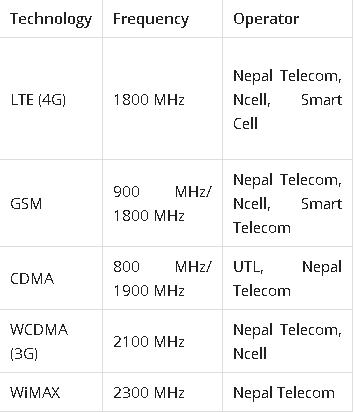 Technology Frequency Operator
LTE (4G) 1800 MHz Nepal Telecom,
Ncell, Smart
Cell
GSM 900 MHz/
1800 MHz Nepal Telecom,
Ncell, Smart
Telecom
CDMA 800 MHz/
1900 MHz UTL, Nepal
Telecom
WCDMA
(3G) 2100 MHz Nepal Telecom,
Ncell
WiMAX 2300 MHz Nepal Telecom